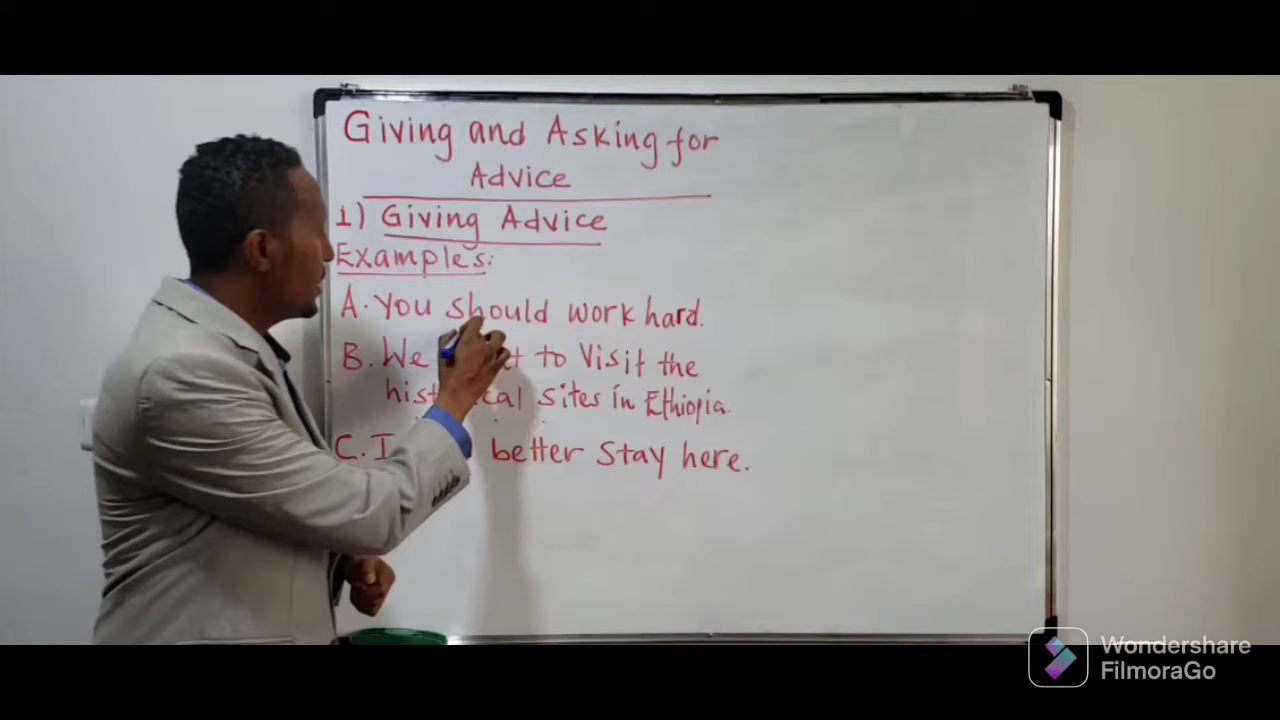 Giving and Asking for
Advice
1) Giving Advice
Examples:
A. You should work hard.
B. We to Visit the
sites in Ethiopia.
C. I better Stay here.
Wondershare
FilmoraGo